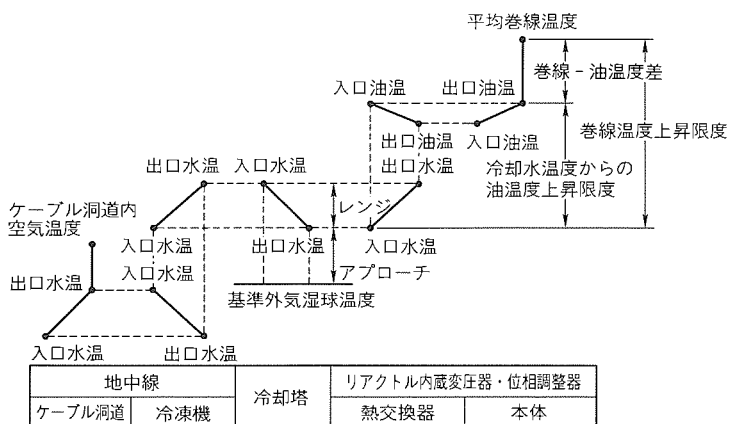 平均巻線温度
巻線－油温度差
入口油温
出口油温
巻線温度上昇限度
出口油温
入口油温
出口水温
入口水温
出口水温
冷却水温度からの
油温度上昇限度
ケーブル洞道内
空気温度
レンジ
入口水温
出口水温
入口水温
入口水温
アプローチ
出口水温
基準外気湿球温度
入口水温
出口水温
地中線
冷却塔
リアクトル内蔵変圧器・位相調整器
ケーブル洞道
冷凍機
熱交換器
本体